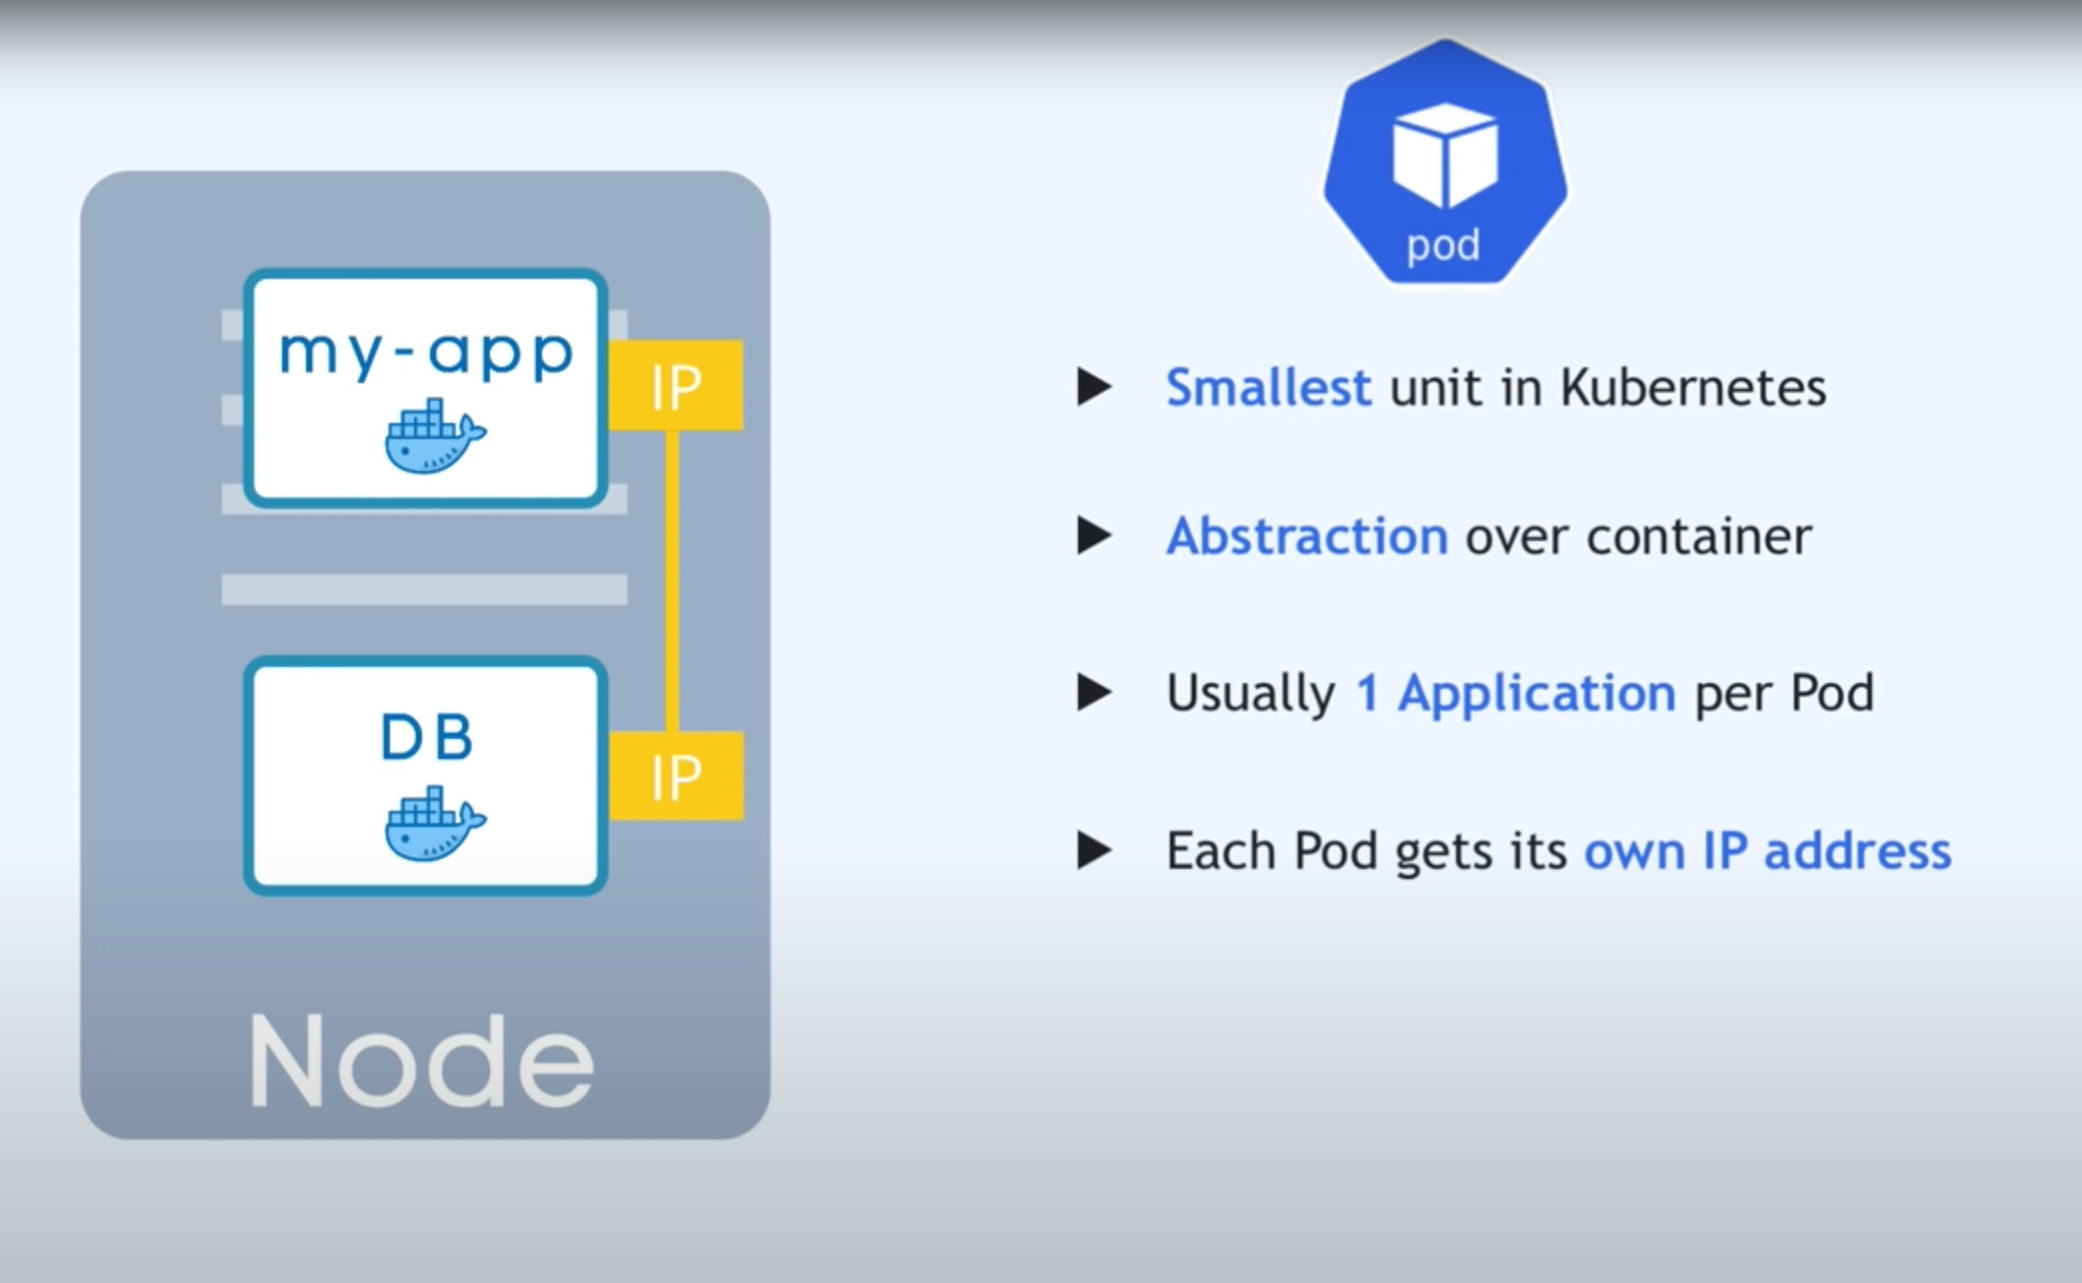 my-app
IP
DB
IP
Node
pod
Smallest unit in Kubernetes
Abstraction over container
Usually 1 Application per Pod
Each Pod gets its own IP address